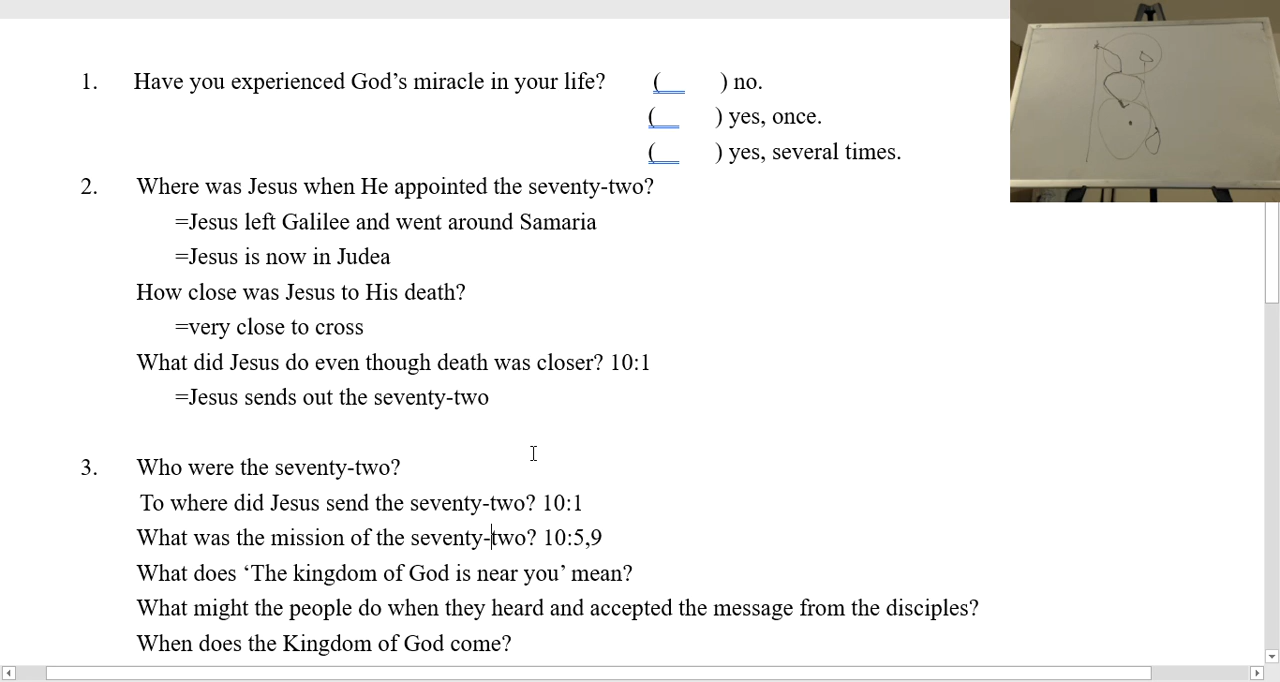 1. Have you experienced God’s miracle in your life? (__ ) no.
(__ ) yes, once.
(__ ) yes, several times.
2. Where was Jesus when He appointed the seventy-two?
=Jesus left Galilee and went around Samaria
=Jesus is now in Judea
How close was Jesus to His death?
=very close to cross
What did Jesus do even though death was closer? 10:1
=Jesus sends out the seventy-two
3. Who were the seventy-two?
To where did Jesus send the seventy-two? 10:1
What was the mission of the seventy-two? 10:5,9
What does ‘The kingdom of God is near you’ mean?
What might the people do when they heard and accepted the message from the disciples?
When does the Kingdom of God come?